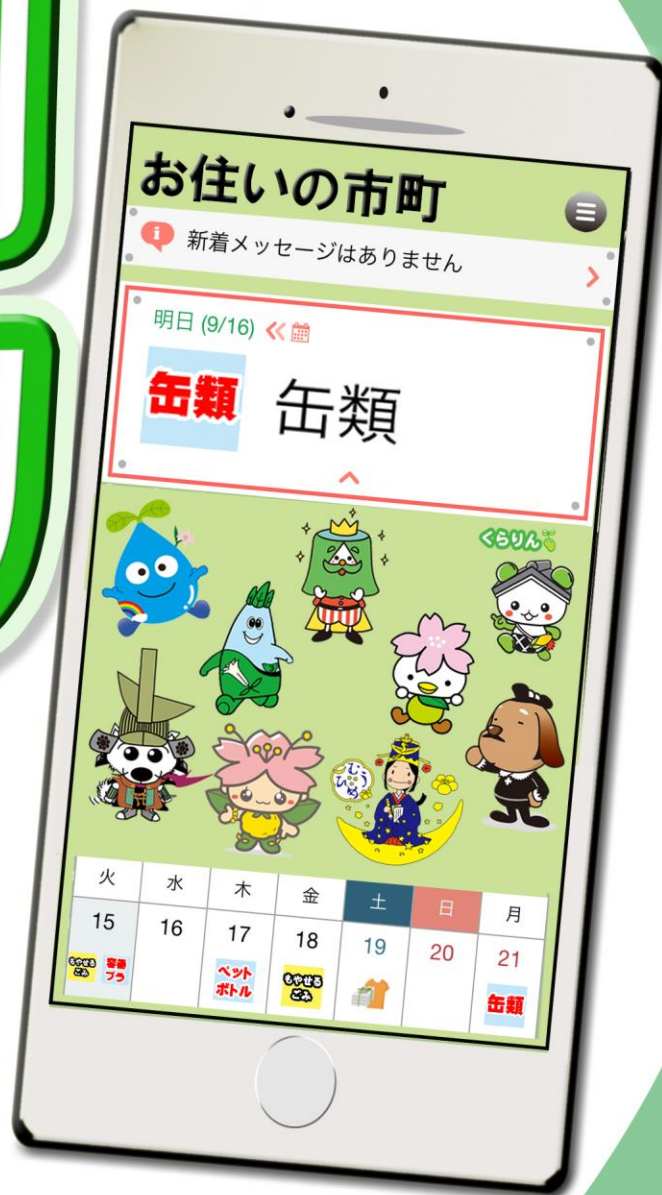 お住いの市町
新着メッセージはありません
明日 (9/16)
缶類 缶類
くらりん
むうひめ
火 水 木 金 土 日 月
15 16 17 18 19 20 21
もやせるごみ 容器プラ ペットボトル もやせるごみ 缶類